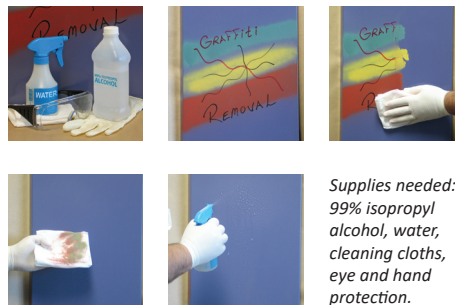 REMOVAL
WATER
ALCOHOL
GRAFFITI
REMOVAL
GRAFF
R
Supplies needed:
99% isopropyl
alcohol, water,
cleaning cloths,
eye and hand
protection.